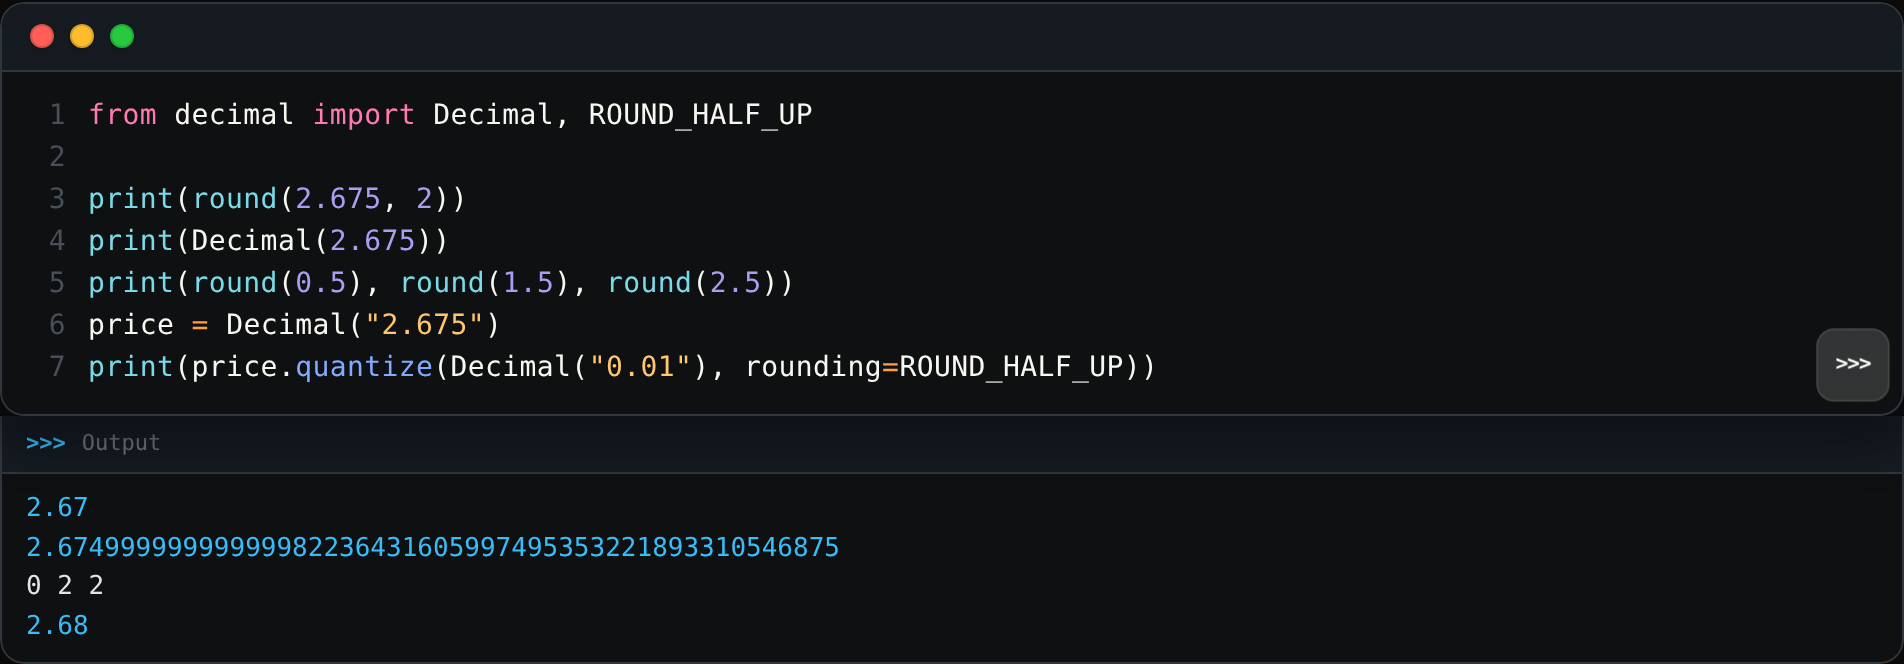 1 from decimal import Decimal, ROUND_HALF_UP
2
3 print(round(2.675, 2))
4 print(Decimal(2.675))
5 print(round(0.5), round(1.5), round(2.5))
6 price = Decimal("2.675")
7 print(price.quantize(Decimal("0.01"), rounding=ROUND_HALF_UP))
>>>
>>> Output
2.67
2.67499999999999982236431605997495353221893310546875
0 2 2
2.68